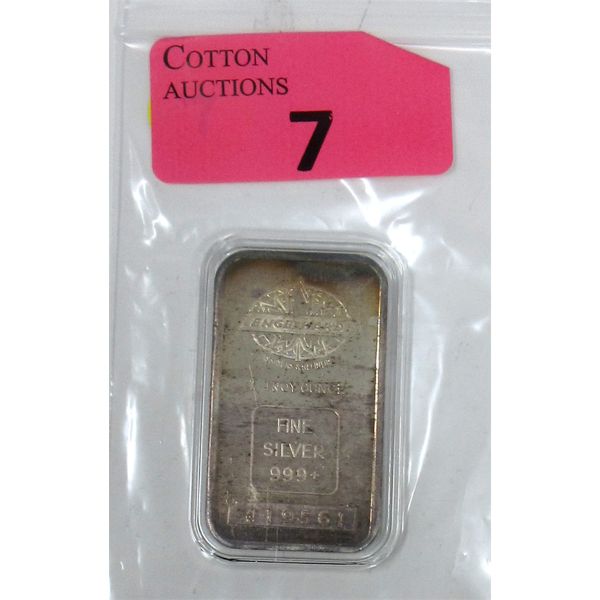 COTTON
AUCTIONS
7
ENGELHARD
1 TROY OUNCE
FINE
SILVER
999+